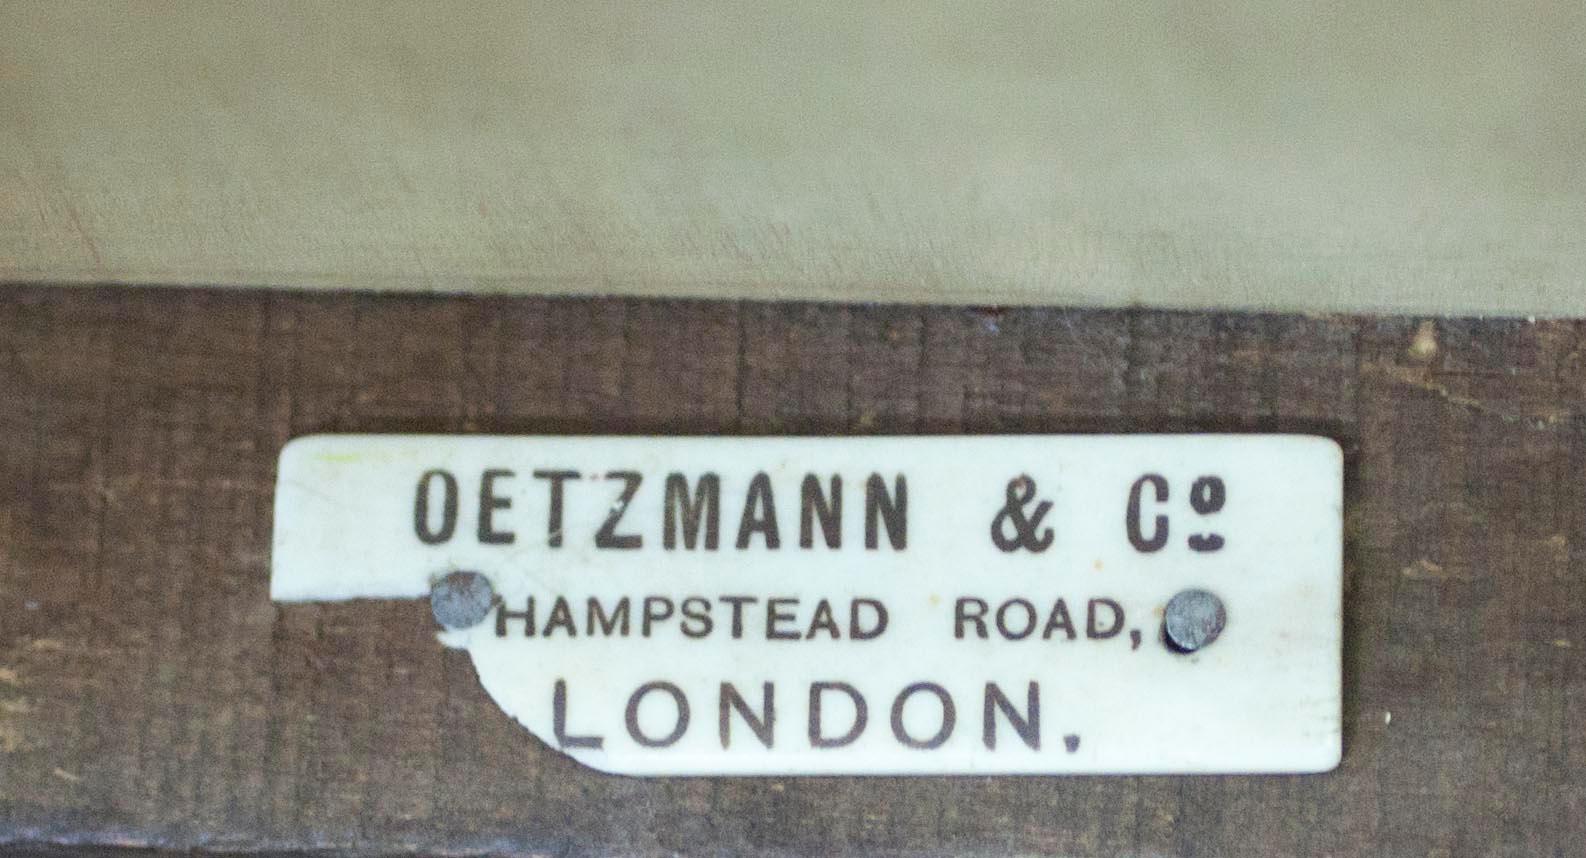 OETZMANN & Cº
HAMPSTEAD ROAD,
LONDON.